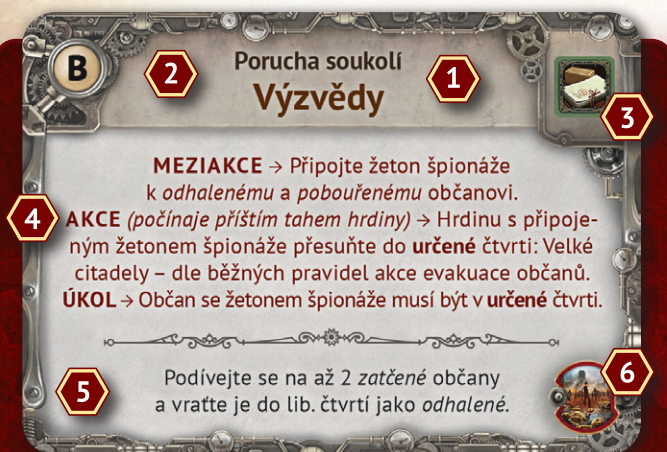 B
2
Porucha soukolí
1
Výzvědy
3
MEZIAKCE → Připojte žeton špionáže
k odhalenému a pobouřenému občanovi.
4
AKCE (počínaje příštím tahem hrdiny) → Hrdinu s připoje-
ným žetonem špionáže přesuňte do určené čtvrti: Velké
citadely – dle běžných pravidel akce evakuace občanů.
ÚKOL → Občan se žetonem špionáže musí být v určené čtvrti.
5
Podívejte se na až 2 zatčené občany
a vraťte je do lib. čtvrtí jako odhalené.
6